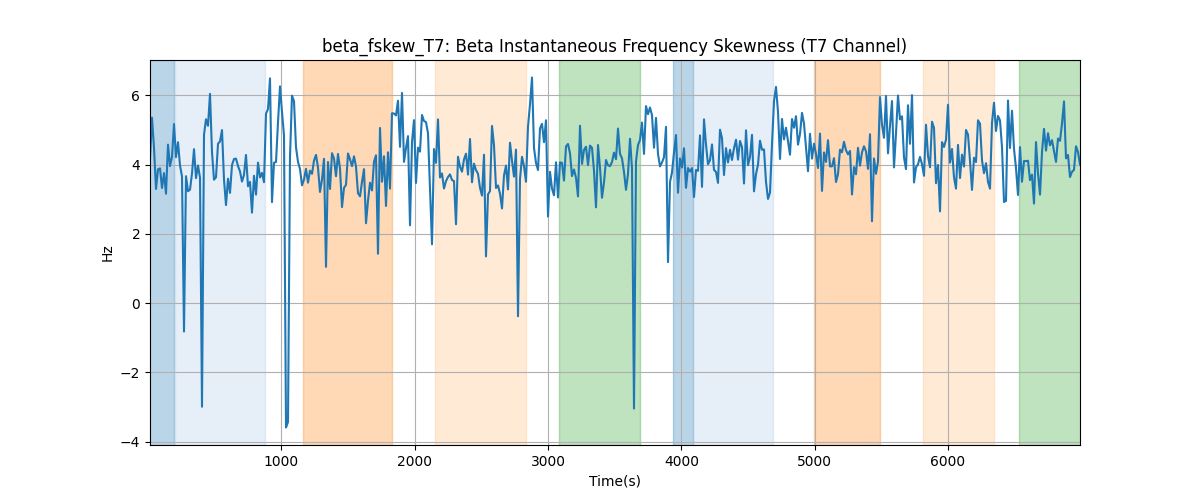 beta_fskew_T7: Beta Instantaneous Frequency Skewness (T7 Channel)
Hz
6
4
2
0
−2
−4
1000 2000 3000 4000 5000 6000
Time(s)